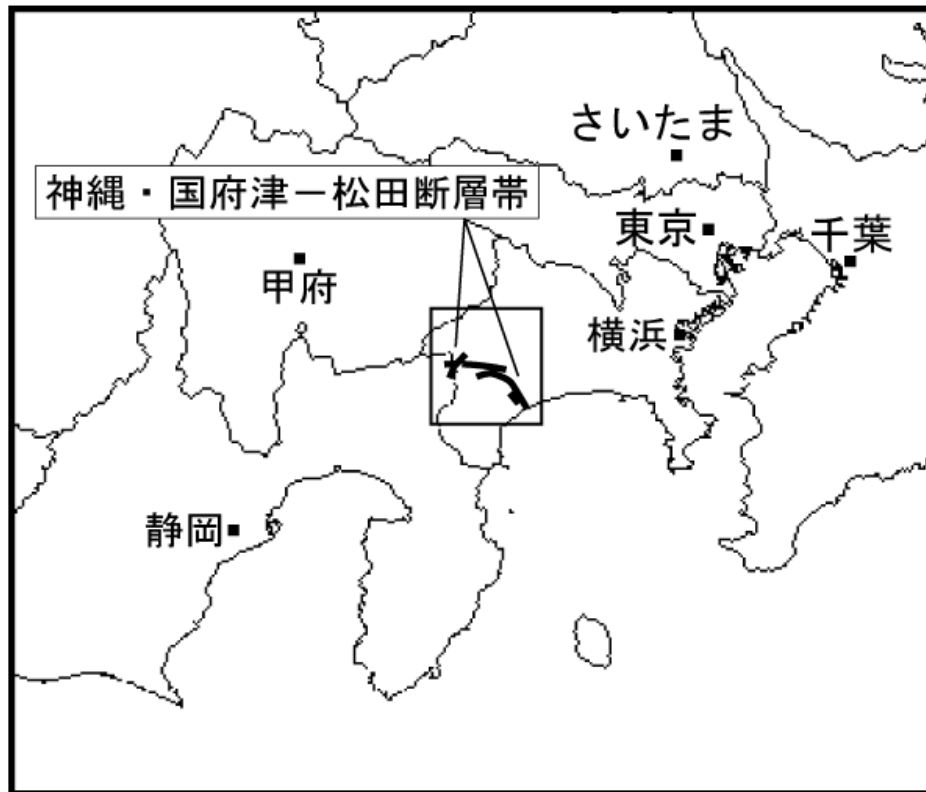 さいたま
神縄・国府津－松田断層帯
東京
千葉
甲府
横浜
静岡